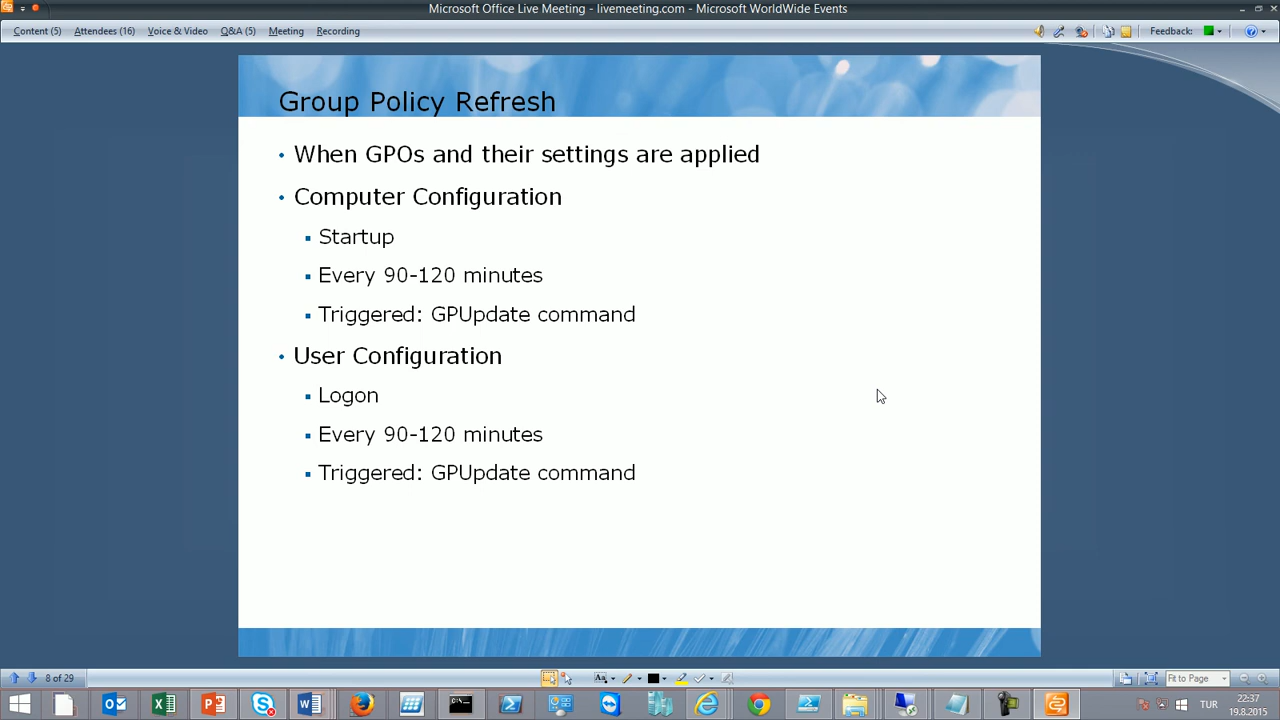 Microsoft Office Live Meeting - livemeeting.com - Microsoft WorldWide Events
Content (5) Attendees (16) Voice & Video Q&A (5) Meeting Recording Feedback:
Group Policy Refresh
• When GPOs and their settings are applied
• Computer Configuration
▪ Startup
▪ Every 90-120 minutes
▪ Triggered: GPUpdate command
• User Configuration
▪ Logon
▪ Every 90-120 minutes
▪ Triggered: GPUpdate command
8 of 29 Fit to Page
TUR 22:37
19.8.2015